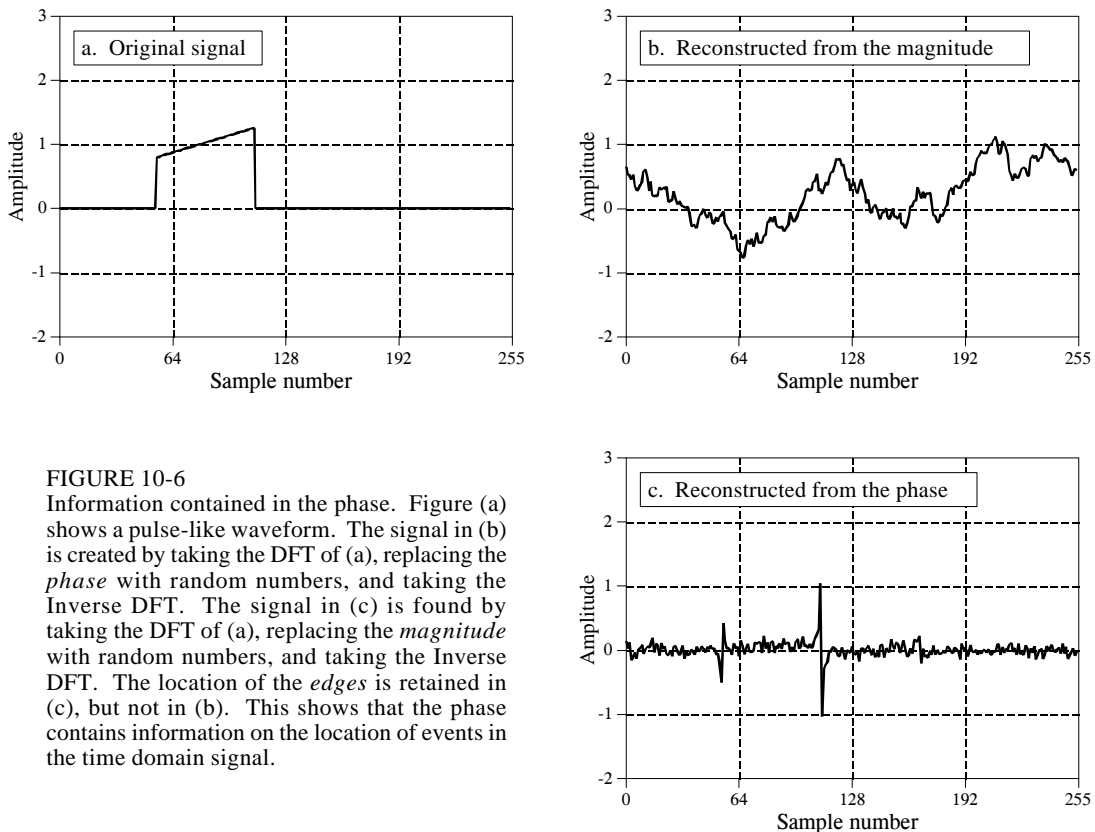 3
2
1
0
-1
-2
Amplitude
a. Original signal
0
64
128
192
255
Sample number
3
2
1
0
-1
-2
Amplitude
b. Reconstructed from the magnitude
0
64
128
192
255
Sample number
FIGURE 10-6
Information contained in the phase. Figure (a)
shows a pulse-like waveform. The signal in (b)
is created by taking the DFT of (a), replacing the
phase with random numbers, and taking the
Inverse DFT. The signal in (c) is found by
taking the DFT of (a), replacing the magnitude
with random numbers, and taking the Inverse
DFT. The location of the edges is retained in
(c), but not in (b). This shows that the phase
contains information on the location of events in
the time domain signal.
3
2
1
0
-1
-2
Amplitude
c. Reconstructed from the phase
0
64
128
192
255
Sample number